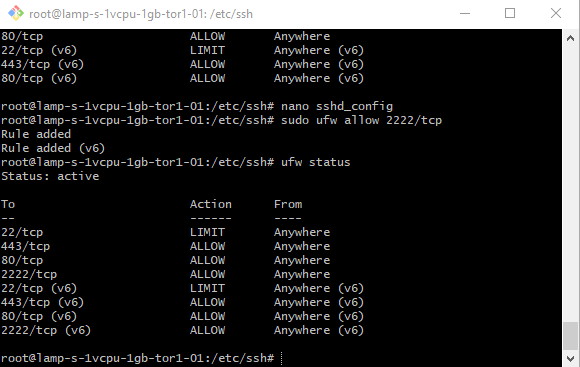 root@lamp-s-1vcpu-1gb-tor1-01: /etc/ssh
80/tcp ALLOW Anywhere
22/tcp (v6) LIMIT Anywhere (v6)
443/tcp (v6) ALLOW Anywhere (v6)
80/tcp (v6) ALLOW Anywhere (v6)
root@lamp-s-1vcpu-1gb-tor1-01:/etc/ssh# nano sshd_config
root@lamp-s-1vcpu-1gb-tor1-01:/etc/ssh# sudo ufw allow 2222/tcp
Rule added
Rule added (v6)
root@lamp-s-1vcpu-1gb-tor1-01:/etc/ssh# ufw status
Status: active
To Action From
-- ------ ----
22/tcp LIMIT Anywhere
443/tcp ALLOW Anywhere
80/tcp ALLOW Anywhere
2222/tcp ALLOW Anywhere
22/tcp (v6) LIMIT Anywhere (v6)
443/tcp (v6) ALLOW Anywhere (v6)
80/tcp (v6) ALLOW Anywhere (v6)
2222/tcp (v6) ALLOW Anywhere (v6)
root@lamp-s-1vcpu-1gb-tor1-01:/etc/ssh#